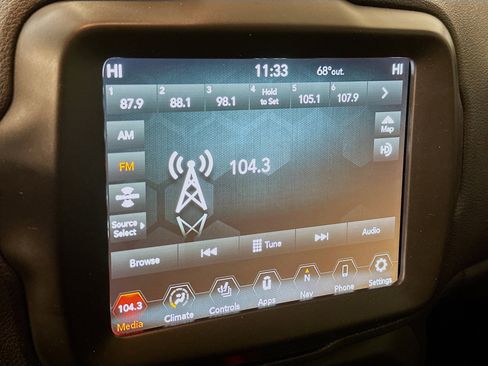 HI 11:33 68° out. HI
1 2 3 4 5 6
87.9 88.1 98.1 Hold to Set 105.1 107.9
AM
Map
FM
104.3
Source
Select
Browse Tune Audio
104.3
Media Climate Controls Apps N Nav Phone Settings